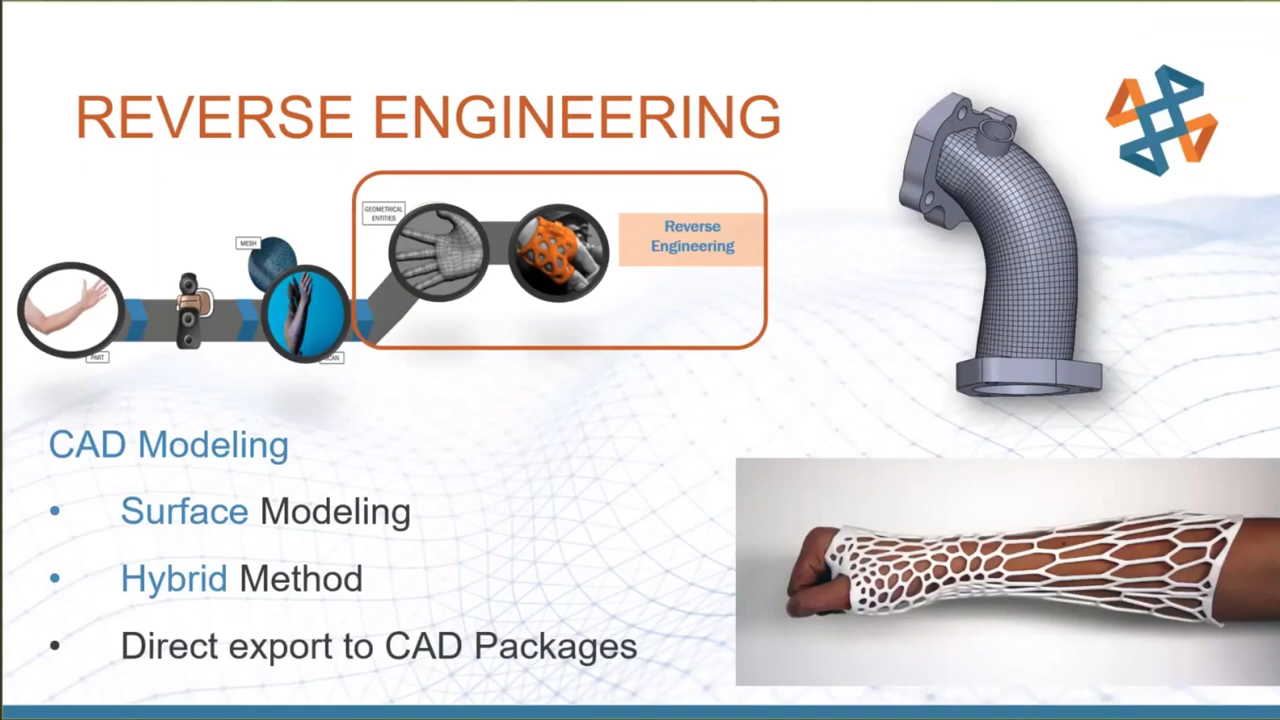 REVERSE ENGINEERING
GEOMETRICAL
ENTITIES
Reverse
Engineering
MESH
PART
SCAN
CAD Modeling
• Surface Modeling
• Hybrid Method
• Direct export to CAD Packages